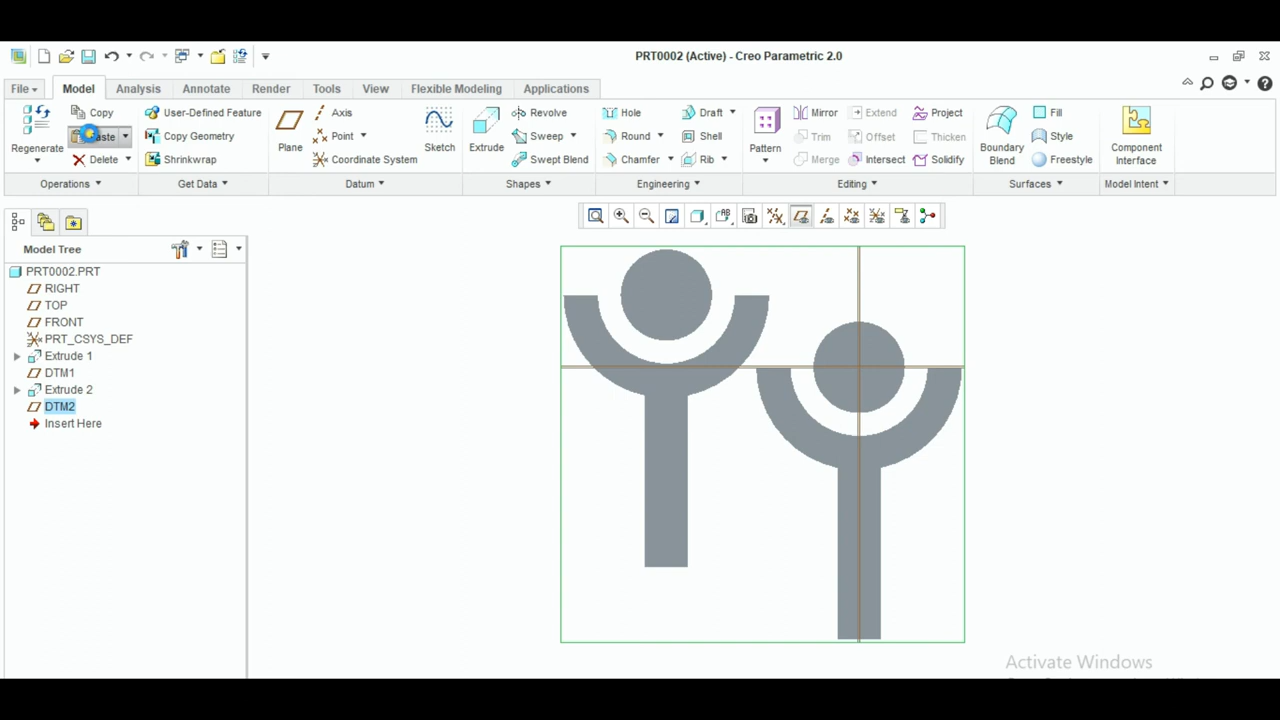 PRT0002 (Active) - Creo Parametric 2.0
File Model Analysis Annotate Render Tools View Flexible Modeling Applications
Copy User-Defined Feature Axis Revolve Hole Draft Mirror Extend Project Fill
Paste Copy Geometry Point Sweep Round Shell Trim Offset Thicken Style
Regenerate Plane Sketch Extrude Pattern Boundary Blend Component Interface
Delete Shrinkwrap Coordinate System Swept Blend Chamfer Rib Merge Intersect Solidify Freestyle
Operations Get Data Datum Shapes Engineering Editing Surfaces Model Intent
Model Tree
PRT0002.PRT
RIGHT
TOP
FRONT
PRT_CSYS_DEF
Extrude 1
DTM1
Extrude 2
DTM2
Insert Here
Activate Windows